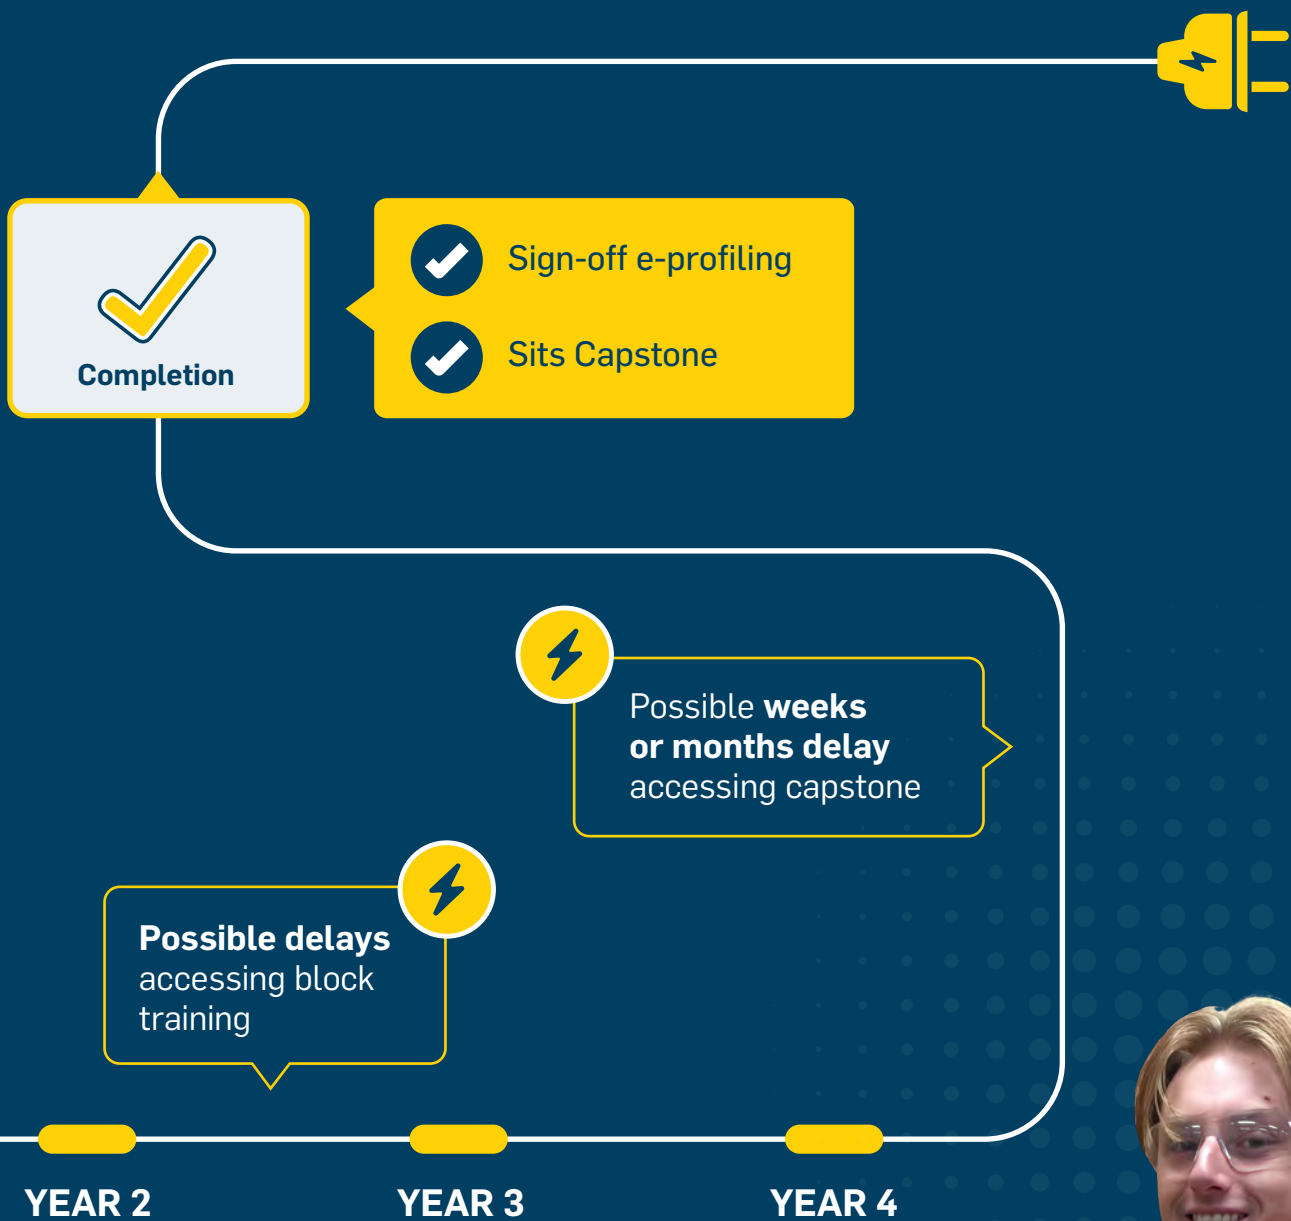 Sign-off e-profiling
Sits Capstone
Completion
Possible weeks
or months delay
accessing capstone
Possible delays
accessing block
training
YEAR 2
YEAR 3
YEAR 4